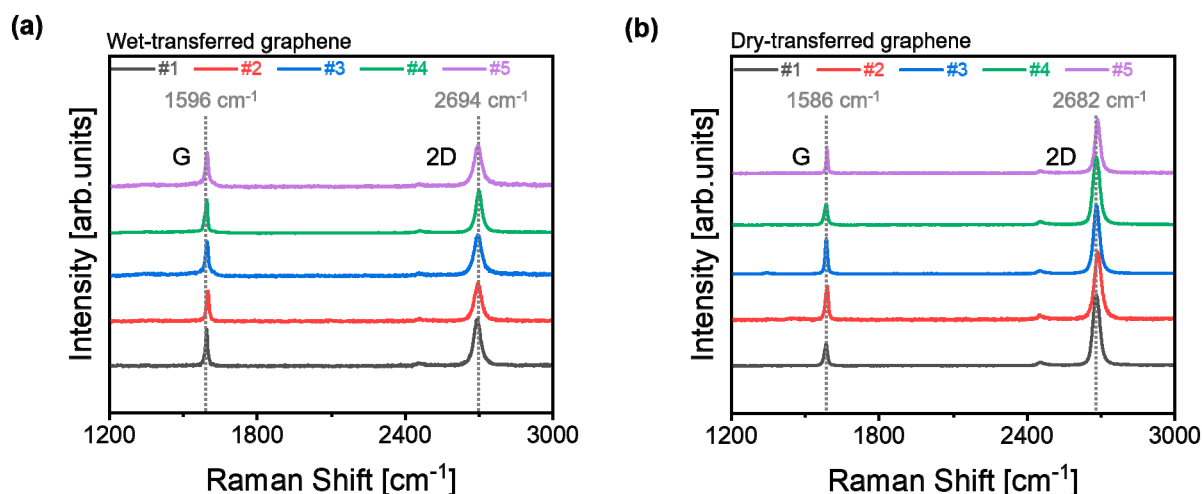 (a)
Wet-transferred graphene
#1 #2 #3 #4 #5
1596 cm⁻¹ 2694 cm⁻¹
G 2D
Intensity [arb.units]
1200 1800 2400 3000
Raman Shift [cm⁻¹]
(b)
Dry-transferred graphene
#1 #2 #3 #4 #5
1586 cm⁻¹ 2682 cm⁻¹
G 2D
Intensity [arb.units]
1200 1800 2400 3000
Raman Shift [cm⁻¹]